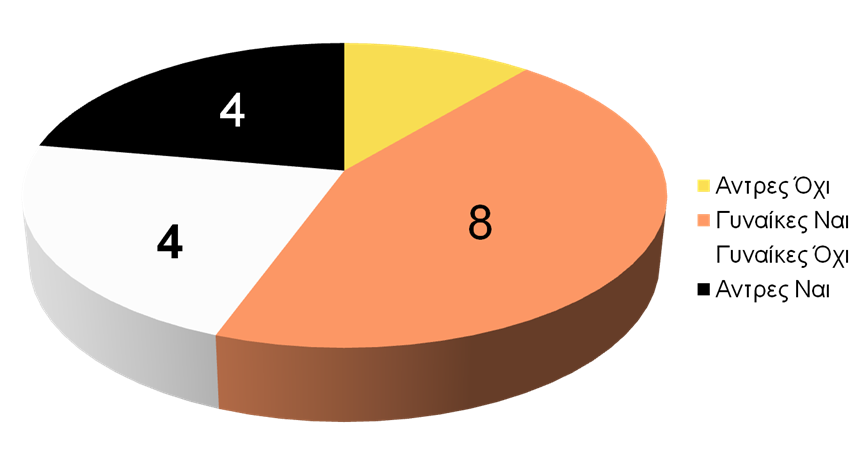 4
8
4
Αντρες Όχι
Γυναίκες Ναι
Γυναίκες Όχι
Αντρες Ναι